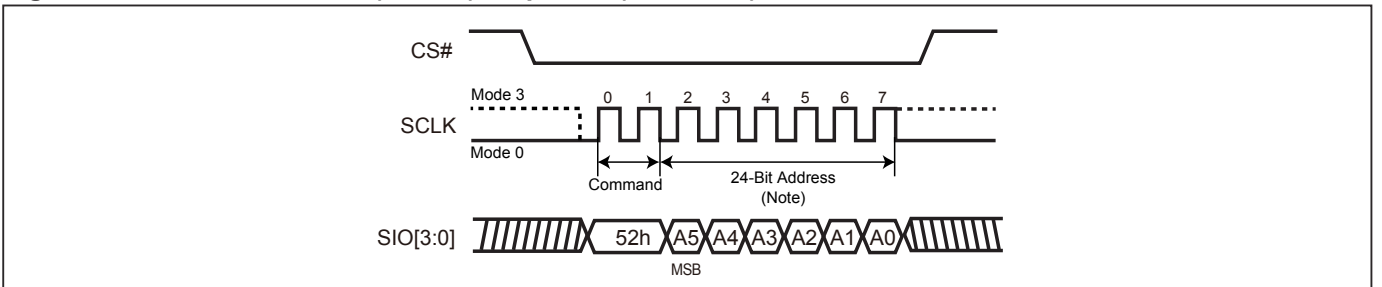 CS#
Mode 3
0 1 2 3 4 5 6 7
SCLK
Mode 0
Command
24-Bit Address
(Note)
SIO[3:0]
52h A5 A4 A3 A2 A1 A0
MSB